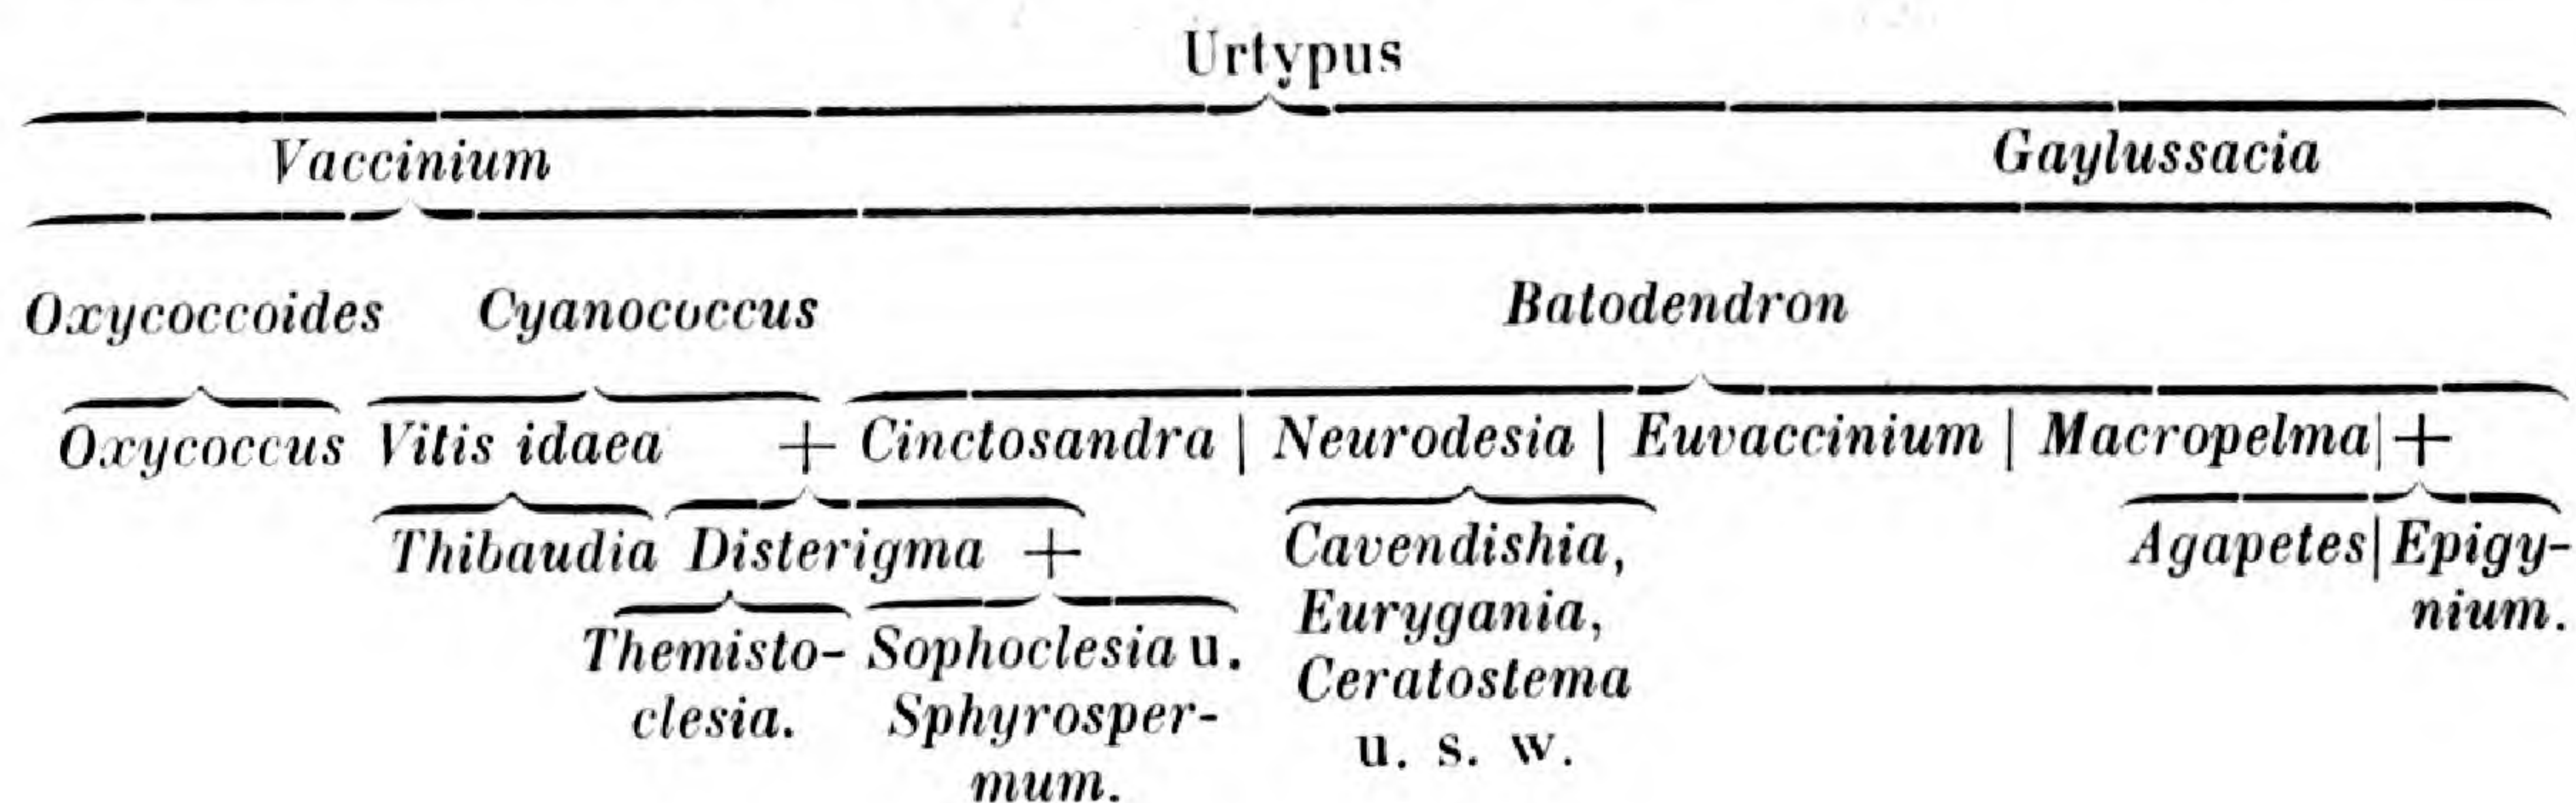 Urtypus
Vaccinium Gaylussacia
Oxycoccoides Cyanococcus Batodendron
Oxycoccus Vitis idaea + Cinctosandra | Neurodesia | Euvaccinium | Macropelma | +
Thibaudia Disterigma + Cavendishia, Agapetes | Epigy-
Eurygania, nium.
Themisto- Sophoclesia u. Ceratostema
clesia. Sphyrosper- u. s. w.
mum.